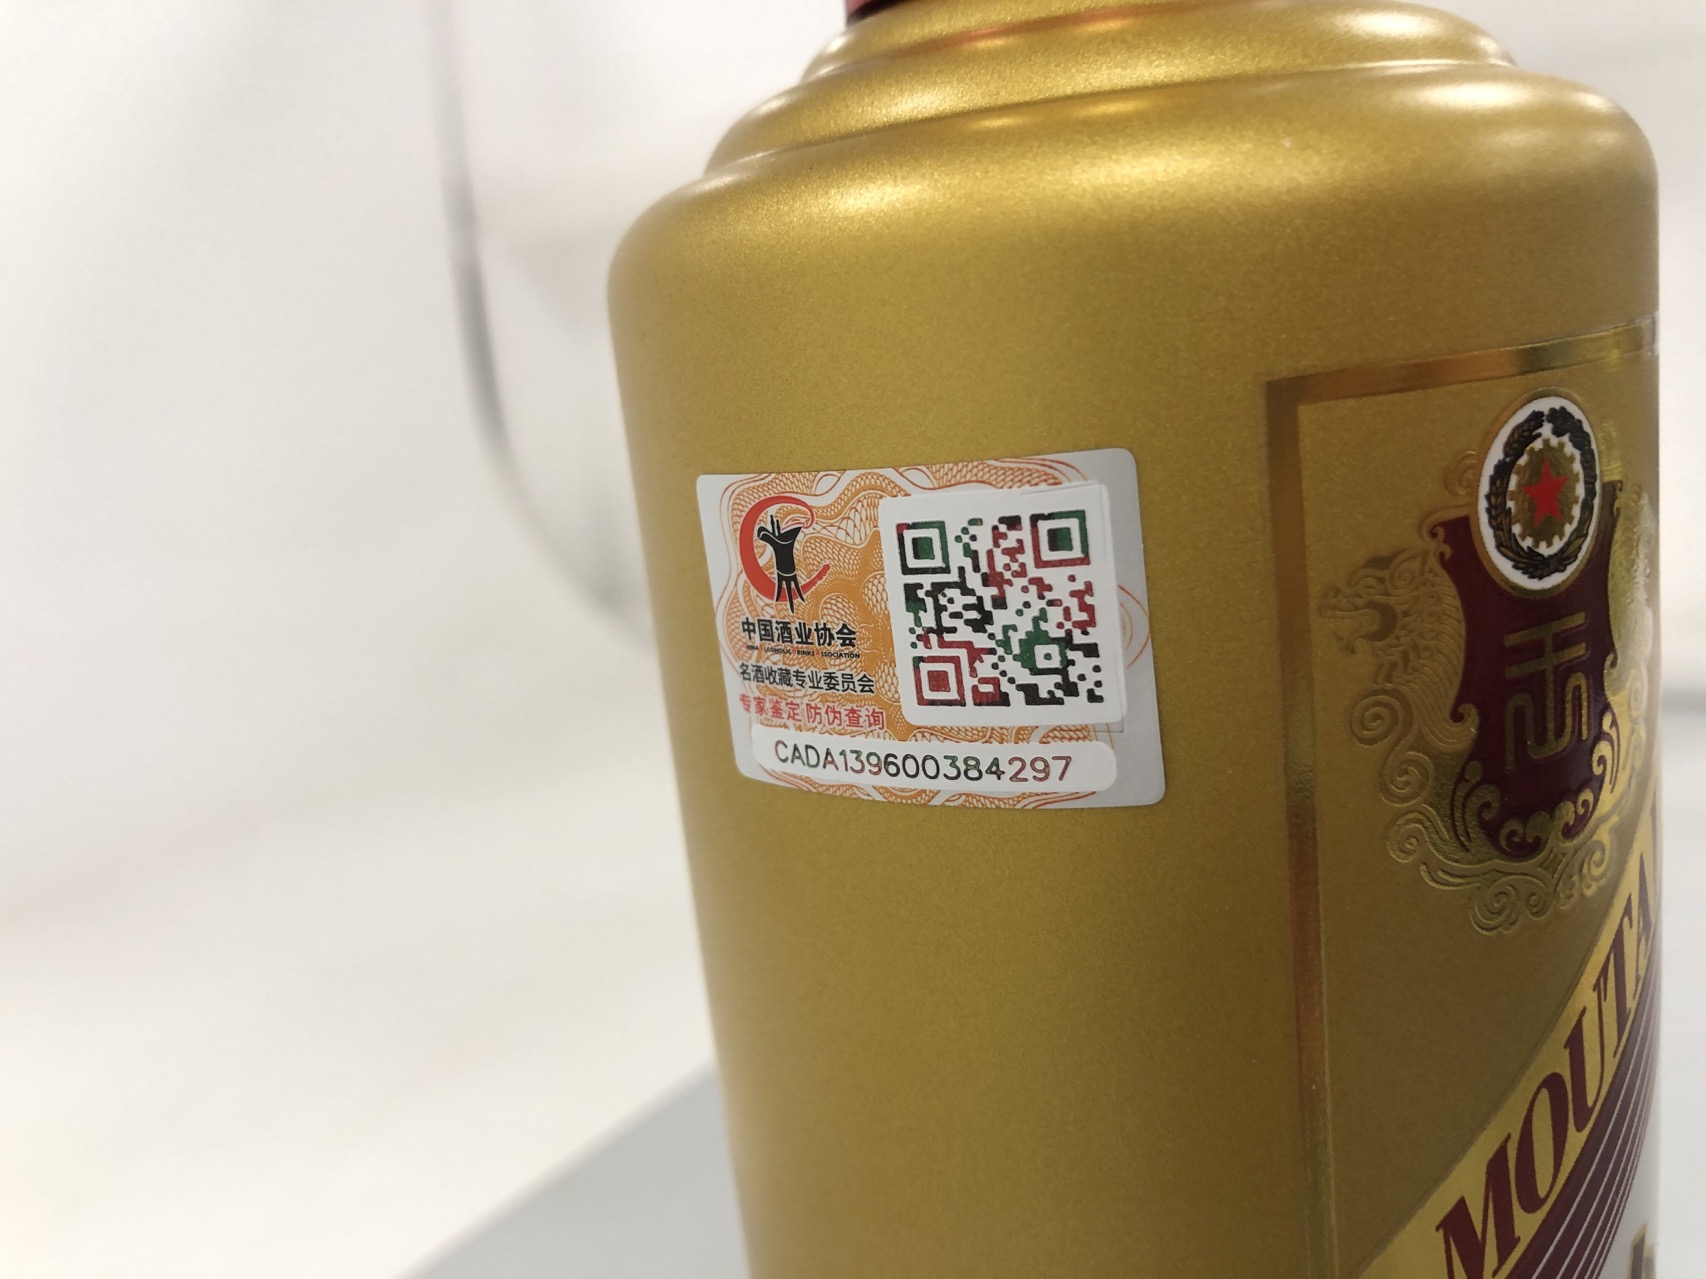 中国酒业协会
名酒收藏专业委员会
专家鉴定 防伪查询
CADA139600384297
MOUTA